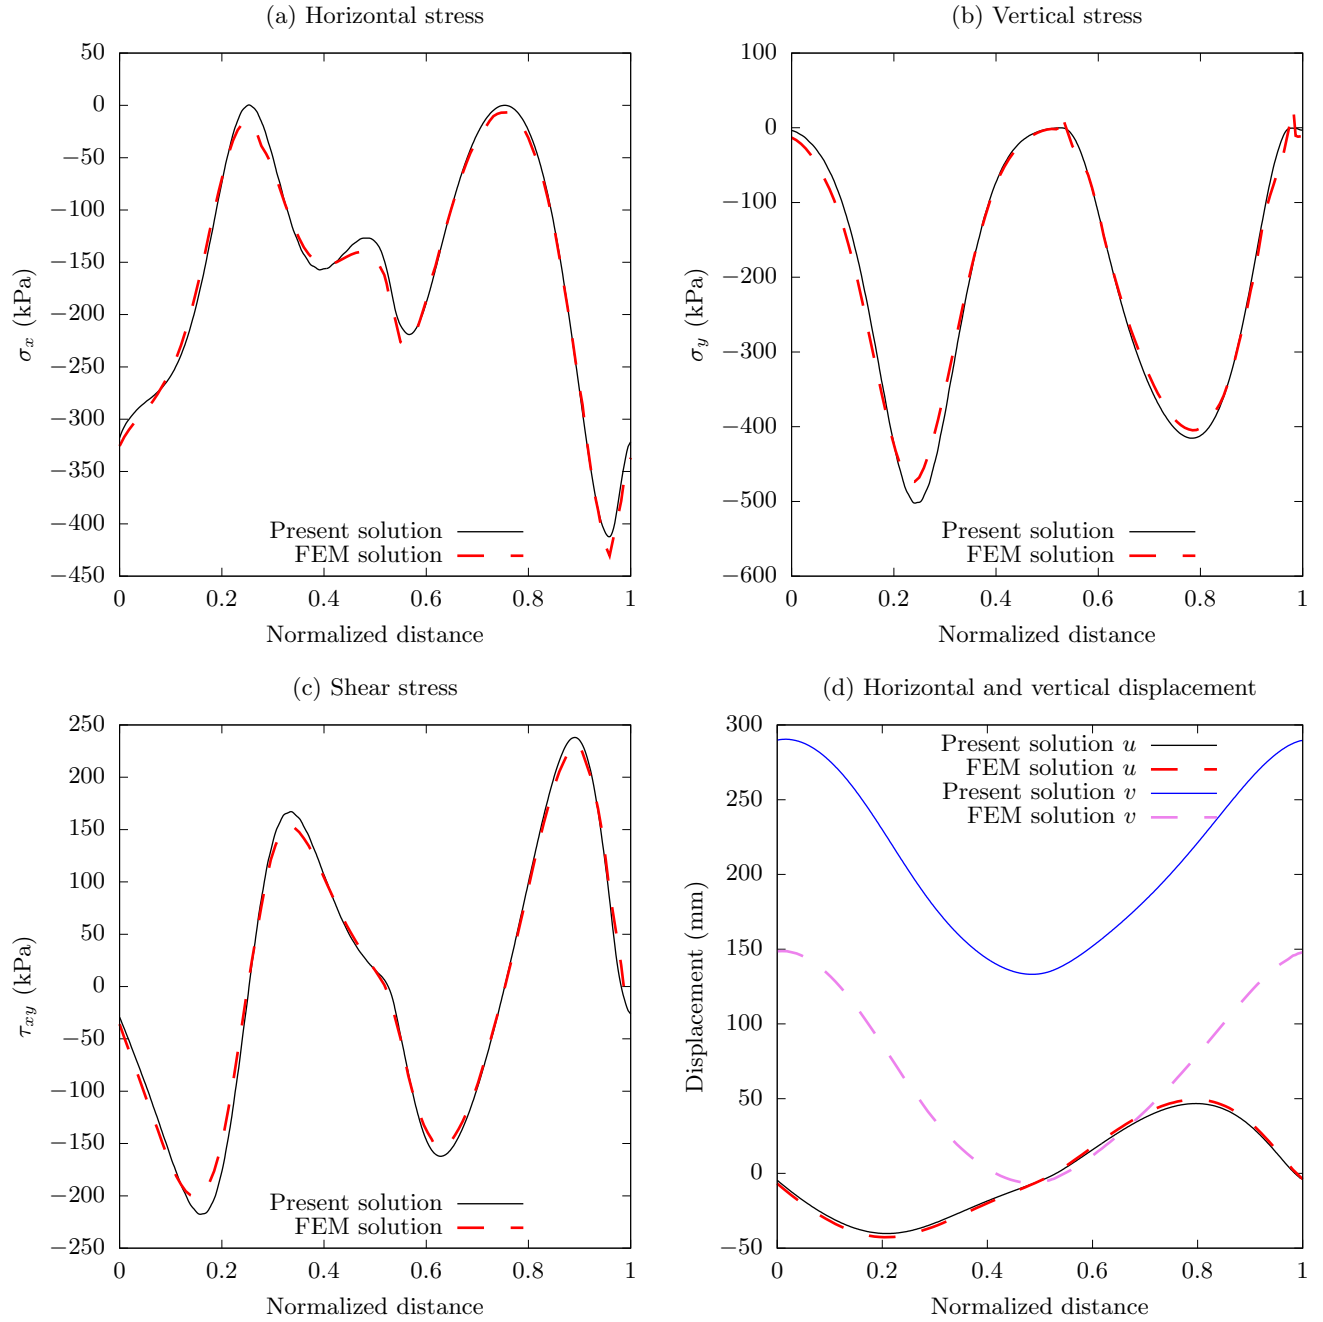 (a) Horizontal stress
50
0
−50
−100
−150
−200
−250
−300
−350
−400
−450
σx (kPa)
Present solution
FEM solution
0 0.2 0.4 0.6 0.8 1
Normalized distance
(b) Vertical stress
100
0
−100
−200
−300
−400
−500
−600
σy (kPa)
Present solution
FEM solution
0 0.2 0.4 0.6 0.8 1
Normalized distance
(c) Shear stress
250
200
150
100
50
0
−50
−100
−150
−200
−250
τxy (kPa)
Present solution
FEM solution
0 0.2 0.4 0.6 0.8 1
Normalized distance
(d) Horizontal and vertical displacement
300
250
200
150
100
50
0
−50
Displacement (mm)
Present solution u
FEM solution u
Present solution v
FEM solution v
0 0.2 0.4 0.6 0.8 1
Normalized distance